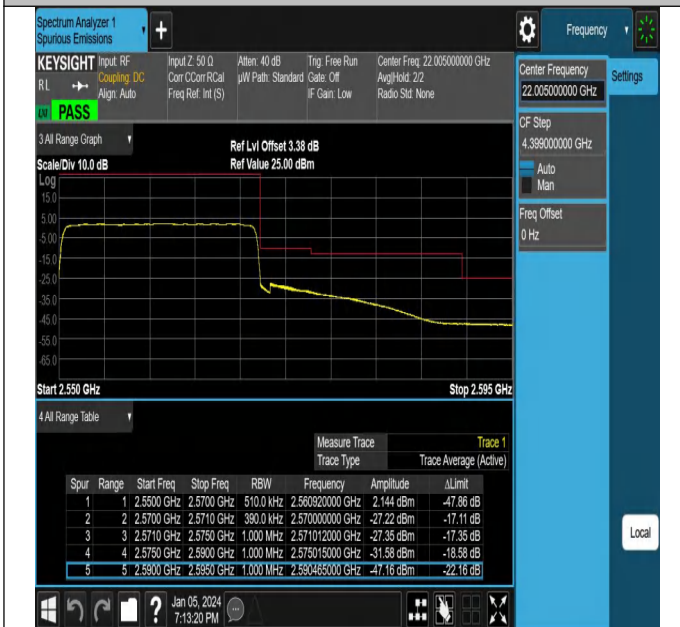 Spectrum Analyzer 1
Spurious Emissions
+
Frequency
KEYSIGHT Input: RF Input Z: 50 Ω Atten: 40 dB Trig: Free Run Center Freq: 22.005000000 GHz
RL Coupling: DC Corr CCorr RCal µW Path: Standard Gate: Off Avg|Hold: 2/2
Align: Auto Freq Ref: Int (S) IF Gain: Low Radio Std: None
PASS
Center Frequency
22.005000000 GHz
Settings
CF Step
4.399000000 GHz
Auto
Man
Freq Offset
0 Hz
3 All Range Graph
Ref Lvl Offset 3.38 dB
Scale/Div 10.0 dB Ref Value 25.00 dBm
Log
15.0
5.00
-5.00
-15.0
-25.0
-35.0
-45.0
-55.0
-65.0
Start 2.550 GHz Stop 2.595 GHz
4 All Range Table
Measure Trace Trace 1
Trace Type Trace Average (Active)
Spur Range Start Freq Stop Freq RBW Frequency Amplitude ΔLimit
1 1 2.5500 GHz 2.5700 GHz 510.0 kHz 2.560920000 GHz 2.144 dBm -47.86 dB
2 2 2.5700 GHz 2.5710 GHz 390.0 kHz 2.570000000 GHz -27.22 dBm -17.11 dB
3 3 2.5710 GHz 2.5750 GHz 1.000 MHz 2.571012000 GHz -27.35 dBm -17.35 dB
4 4 2.5750 GHz 2.5900 GHz 1.000 MHz 2.575015000 GHz -31.58 dBm -18.58 dB
5 5 2.5900 GHz 2.5950 GHz 1.000 MHz 2.590465000 GHz -47.16 dBm -22.16 dB
Local
?
Jan 05, 2024
7:13:20 PM